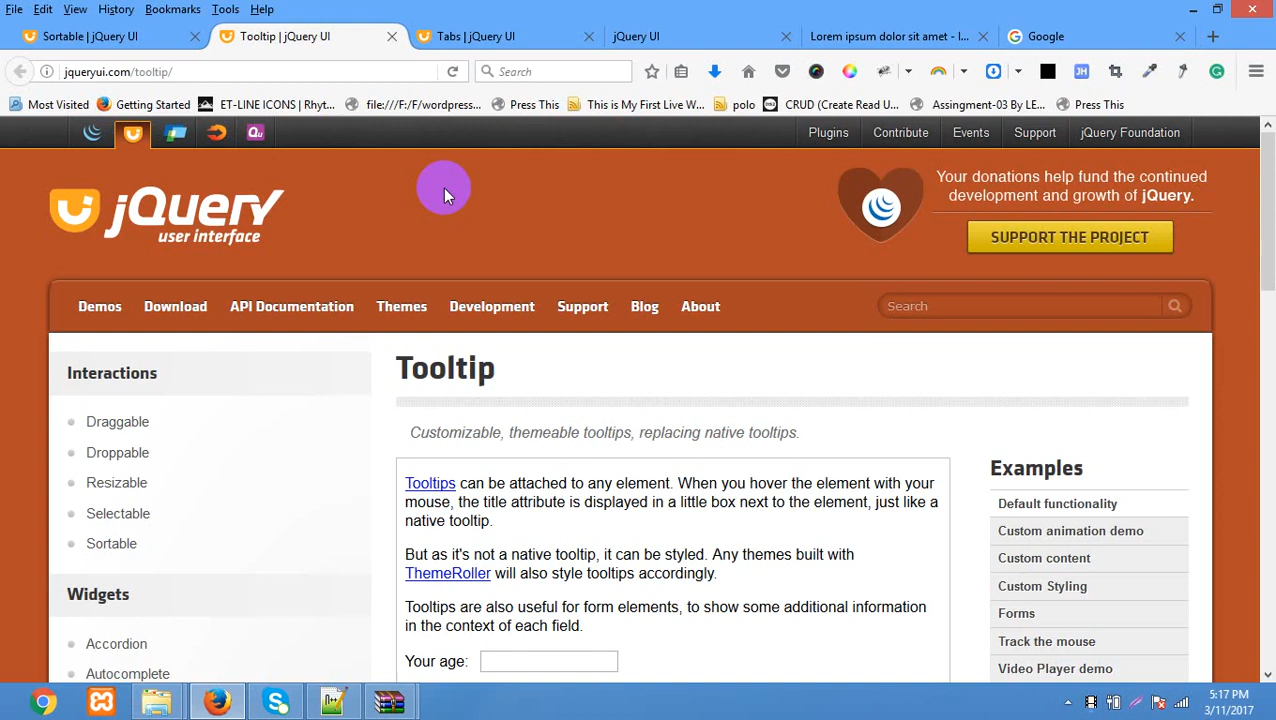 File Edit View History Bookmarks Tools Help
Sortable | jQuery UI
Tooltip | jQuery UI
Tabs | jQuery UI
jQuery UI
Lorem ipsum dolor sit amet - l...
Google
jqueryui.com/tooltip/
Search
JH
Most Visited
Getting Started
ET-LINE ICONS | Rhyt...
file:///F:/F/wordpress...
Press This
This is My First Live W...
polo
CRUD (Create Read U...
Assingment-03 By LE...
Press This
Qu
Plugins
Contribute
Events
Support
jQuery Foundation
jQuery
user interface
Your donations help fund the continued
development and growth of jQuery.
SUPPORT THE PROJECT
Demos
Download
API Documentation
Themes
Development
Support
Blog
About
Search
Interactions
Draggable
Droppable
Resizable
Selectable
Sortable
Widgets
Accordion
Autocomplete
Tooltip
Customizable, themeable tooltips, replacing native tooltips.
Tooltips can be attached to any element. When you hover the element with your
mouse, the title attribute is displayed in a little box next to the element, just like a
native tooltip.
But as it's not a native tooltip, it can be styled. Any themes built with
ThemeRoller will also style tooltips accordingly.
Tooltips are also useful for form elements, to show some additional information
in the context of each field.
Your age:
Examples
Default functionality
Custom animation demo
Custom content
Custom Styling
Forms
Track the mouse
Video Player demo
5:17 PM
3/11/2017